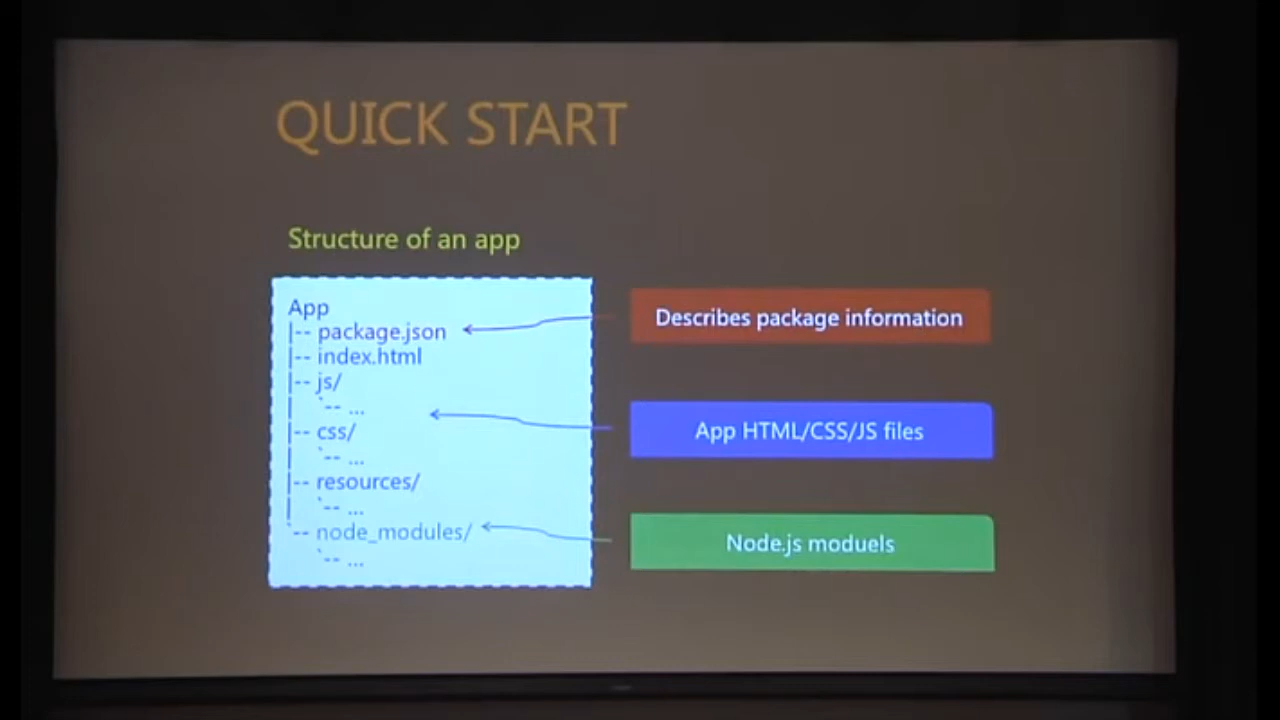 QUICK START
Structure of an app
App
|-- package.json
|-- index.html
|-- js/
`-- ...
|-- css/
`-- ...
|-- resources/
`-- ...
`-- node_modules/
`-- ...
Describes package information
App HTML/CSS/JS files
Node.js moduels